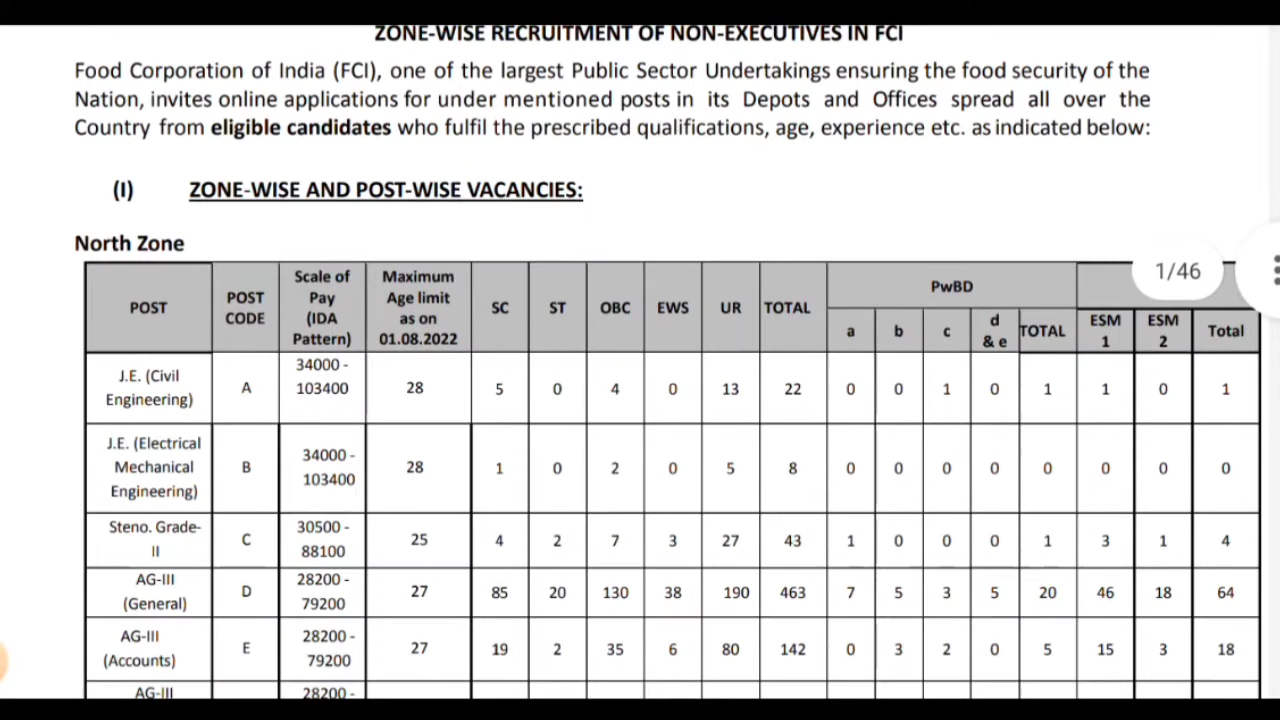 ZONE-WISE RECRUITMENT OF NON-EXECUTIVES IN FCI
Food Corporation of India (FCI), one of the largest Public Sector Undertakings ensuring the food security of the
Nation, invites online applications for under mentioned posts in its Depots and Offices spread all over the
Country from eligible candidates who fulfil the prescribed qualifications, age, experience etc. as indicated below:
(I) ZONE-WISE AND POST-WISE VACANCIES:
North Zone
1/46
POST POST CODE Scale of Pay (IDA Pattern) Maximum Age limit as on 01.08.2022 SC ST OBC EWS UR TOTAL PwBD
a b c d & e TOTAL ESM 1 ESM 2 Total
J.E. (Civil Engineering) A 34000 - 103400 28 5 0 4 0 13 22 0 0 1 0 1 1 0 1
J.E. (Electrical Mechanical Engineering) B 34000 - 103400 28 1 0 2 0 5 8 0 0 0 0 0 0 0 0
Steno. Grade-II C 30500 - 88100 25 4 2 7 3 27 43 1 0 0 0 1 3 1 4
AG-III (General) D 28200 - 79200 27 85 20 130 38 190 463 7 5 3 5 20 46 18 64
AG-III (Accounts) E 28200 - 79200 27 19 2 35 6 80 142 0 3 2 0 5 15 3 18
AG-III 28200 -